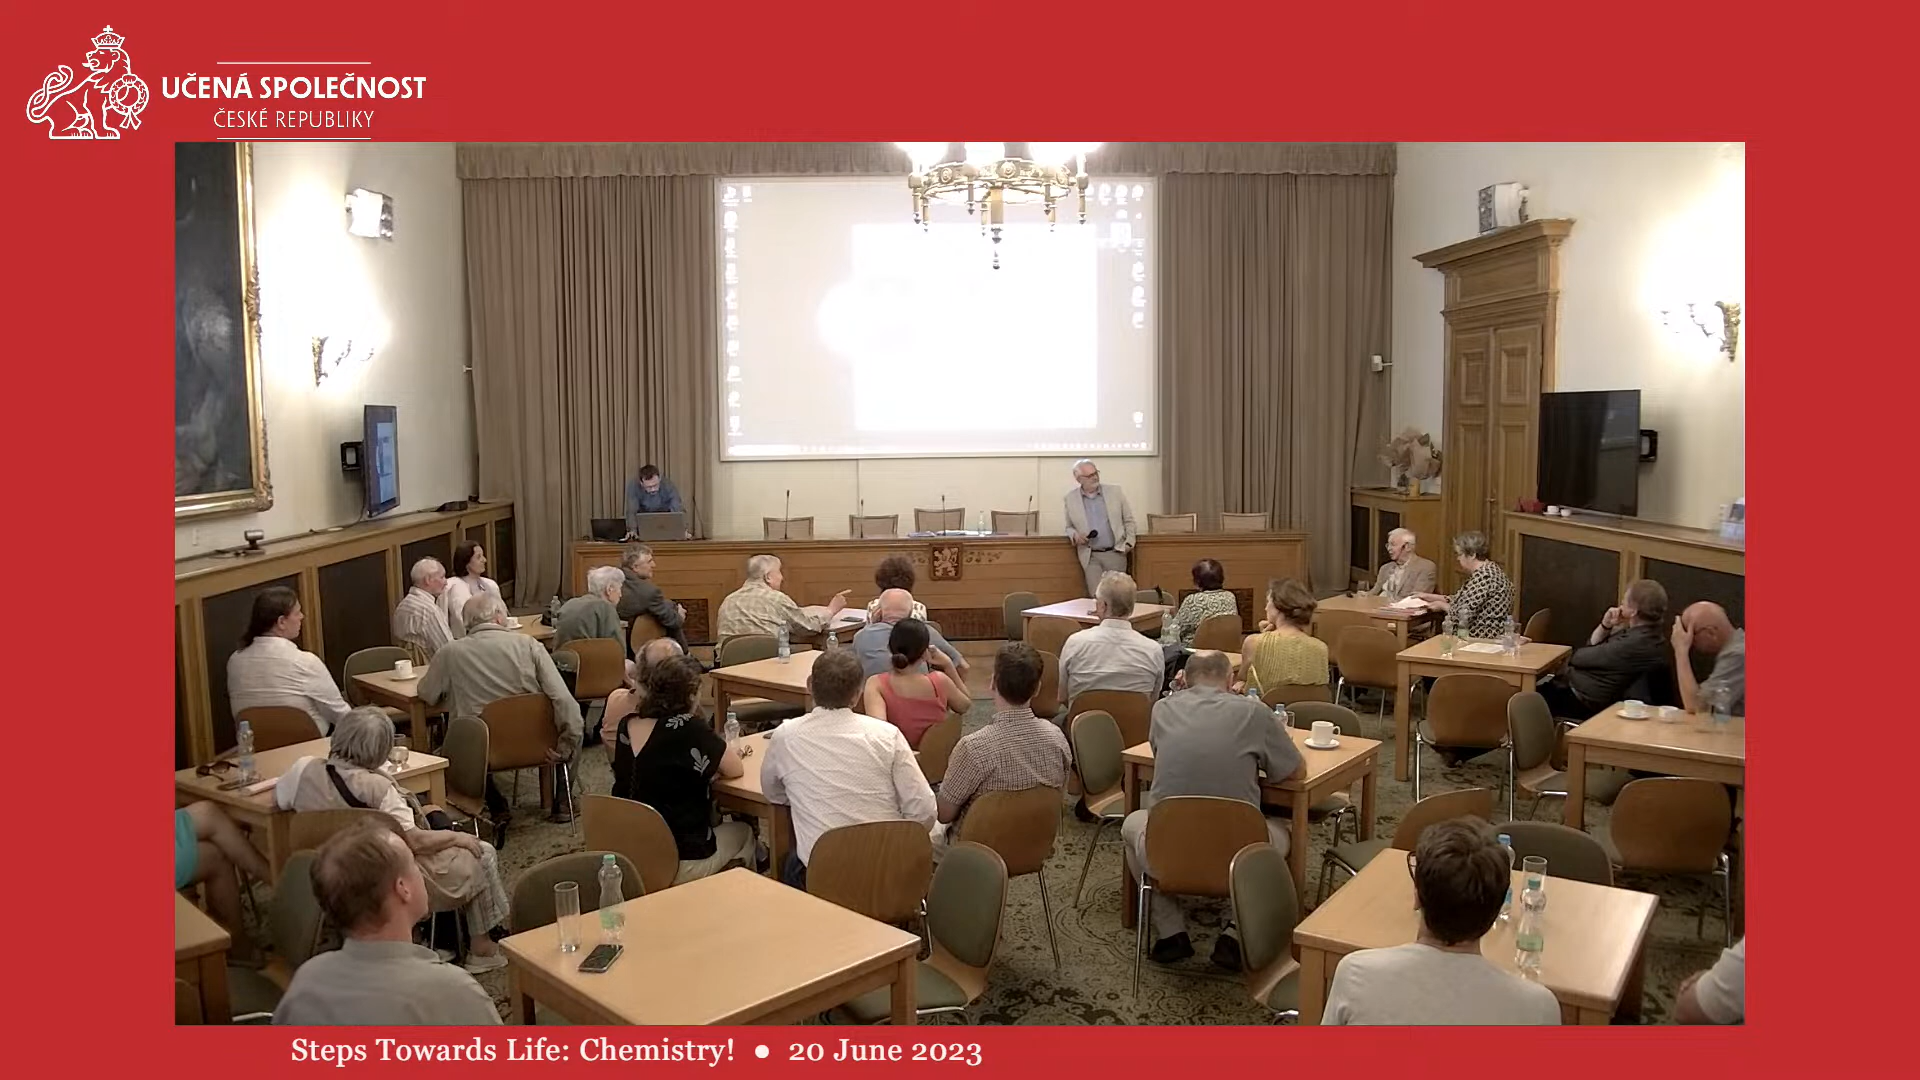 UČENÁ SPOLEČNOST
ČESKÉ REPUBLIKY
Steps Towards Life: Chemistry! ● 20 June 2023